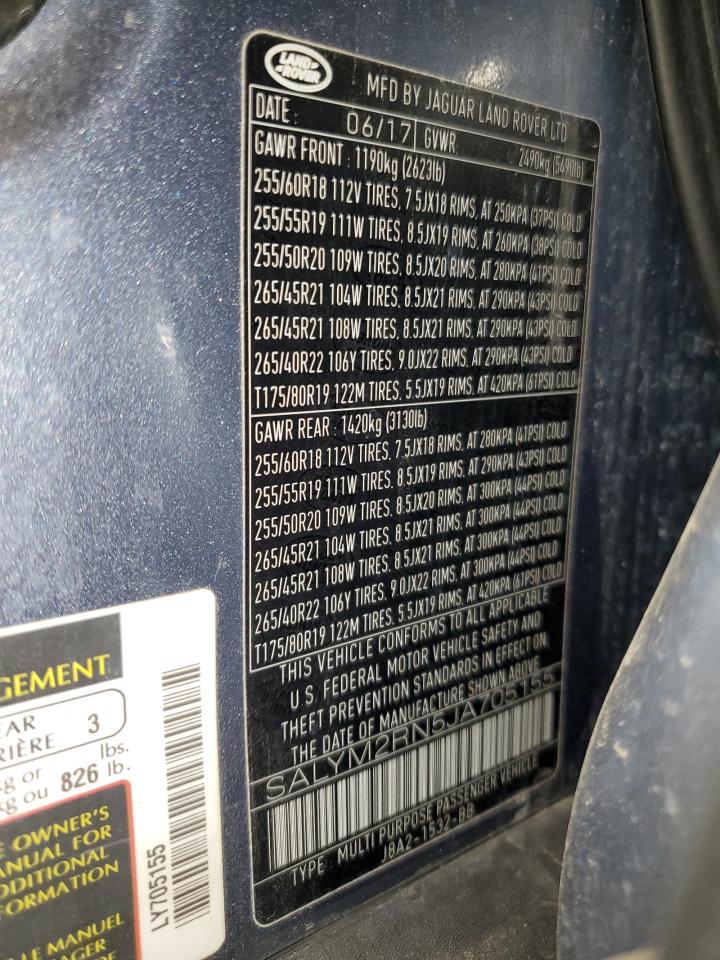 LAND
ROVER
MFD BY JAGUAR LAND ROVER LTD
DATE : 06/17 GVWR. 2490kg (5490lb)
GAWR FRONT : 1190kg (2623lb)
255/60R18 112V TIRES, 7.5JX18 RIMS, AT 250KPA (37PSI) COLD
255/55R19 111W TIRES, 8.5JX19 RIMS, AT 260KPA (38PSI) COLD
255/50R20 109W TIRES, 8.5JX20 RIMS, AT 280KPA (41PSI) COLD
265/45R21 104W TIRES, 8.5JX21 RIMS, AT 290KPA (43PSI) COLD
265/45R21 108W TIRES, 8.5JX21 RIMS, AT 290KPA (43PSI) COLD
265/40R22 106Y TIRES, 9.0JX22 RIMS, AT 290KPA (43PSI) COLD
T175/80R19 122M TIRES, 5.5JX19 RIMS, AT 420KPA (61PSI) COLD
GAWR REAR : 1420kg (3130lb)
255/60R18 112V TIRES, 7.5JX18 RIMS, AT 280KPA (41PSI) COLD
255/55R19 111W TIRES, 8.5JX19 RIMS, AT 290KPA (43PSI) COLD
255/50R20 109W TIRES, 8.5JX20 RIMS, AT 300KPA (44PSI) COLD
265/45R21 104W TIRES, 8.5JX21 RIMS, AT 300KPA (44PSI) COLD
265/45R21 108W TIRES, 8.5JX21 RIMS, AT 300KPA (44PSI) COLD
265/40R22 106Y TIRES, 9.0JX22 RIMS, AT 300KPA (44PSI) COLD
T175/80R19 122M TIRES, 5.5JX19 RIMS, AT 420KPA (61PSI) COLD
THIS VEHICLE CONFORMS TO ALL APPLICABLE
U.S. FEDERAL MOTOR VEHICLE SAFETY AND
THEFT PREVENTION STANDARDS IN EFFECT ON
THE DATE OF MANUFACTURE SHOWN ABOVE
SALYM2RN5JA705155
TYPE : MULTI PURPOSE PASSENGER VEHICLE
J8A2-1532-BB
GEMENT
EAR
RIÈRE 3
kg or lbs.
kg ou 826 lb.
E OWNER'S
ANUAL FOR
DDITIONAL
FORMATION
LE MANUEL
AGER
DE
LY705155